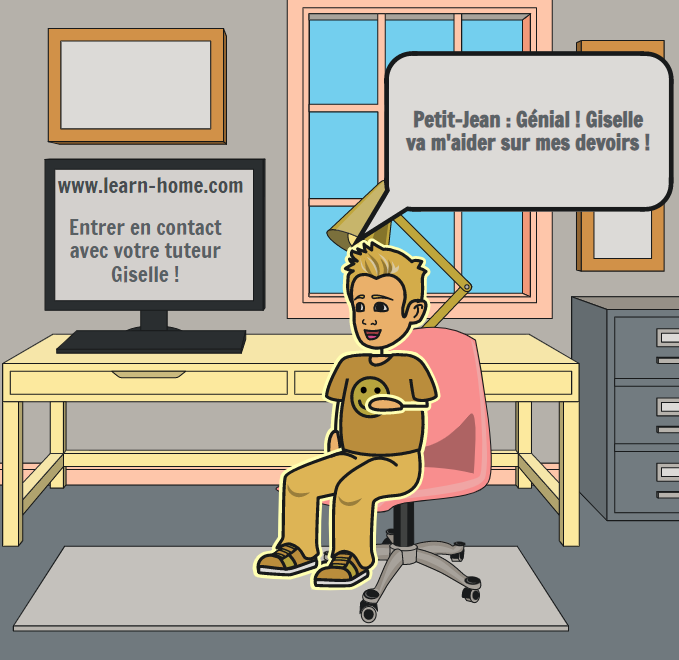 www.learn-home.com
Entrer en contact
avec votre tuteur
Giselle !
Petit-Jean : Génial ! Giselle
va m'aider sur mes devoirs !